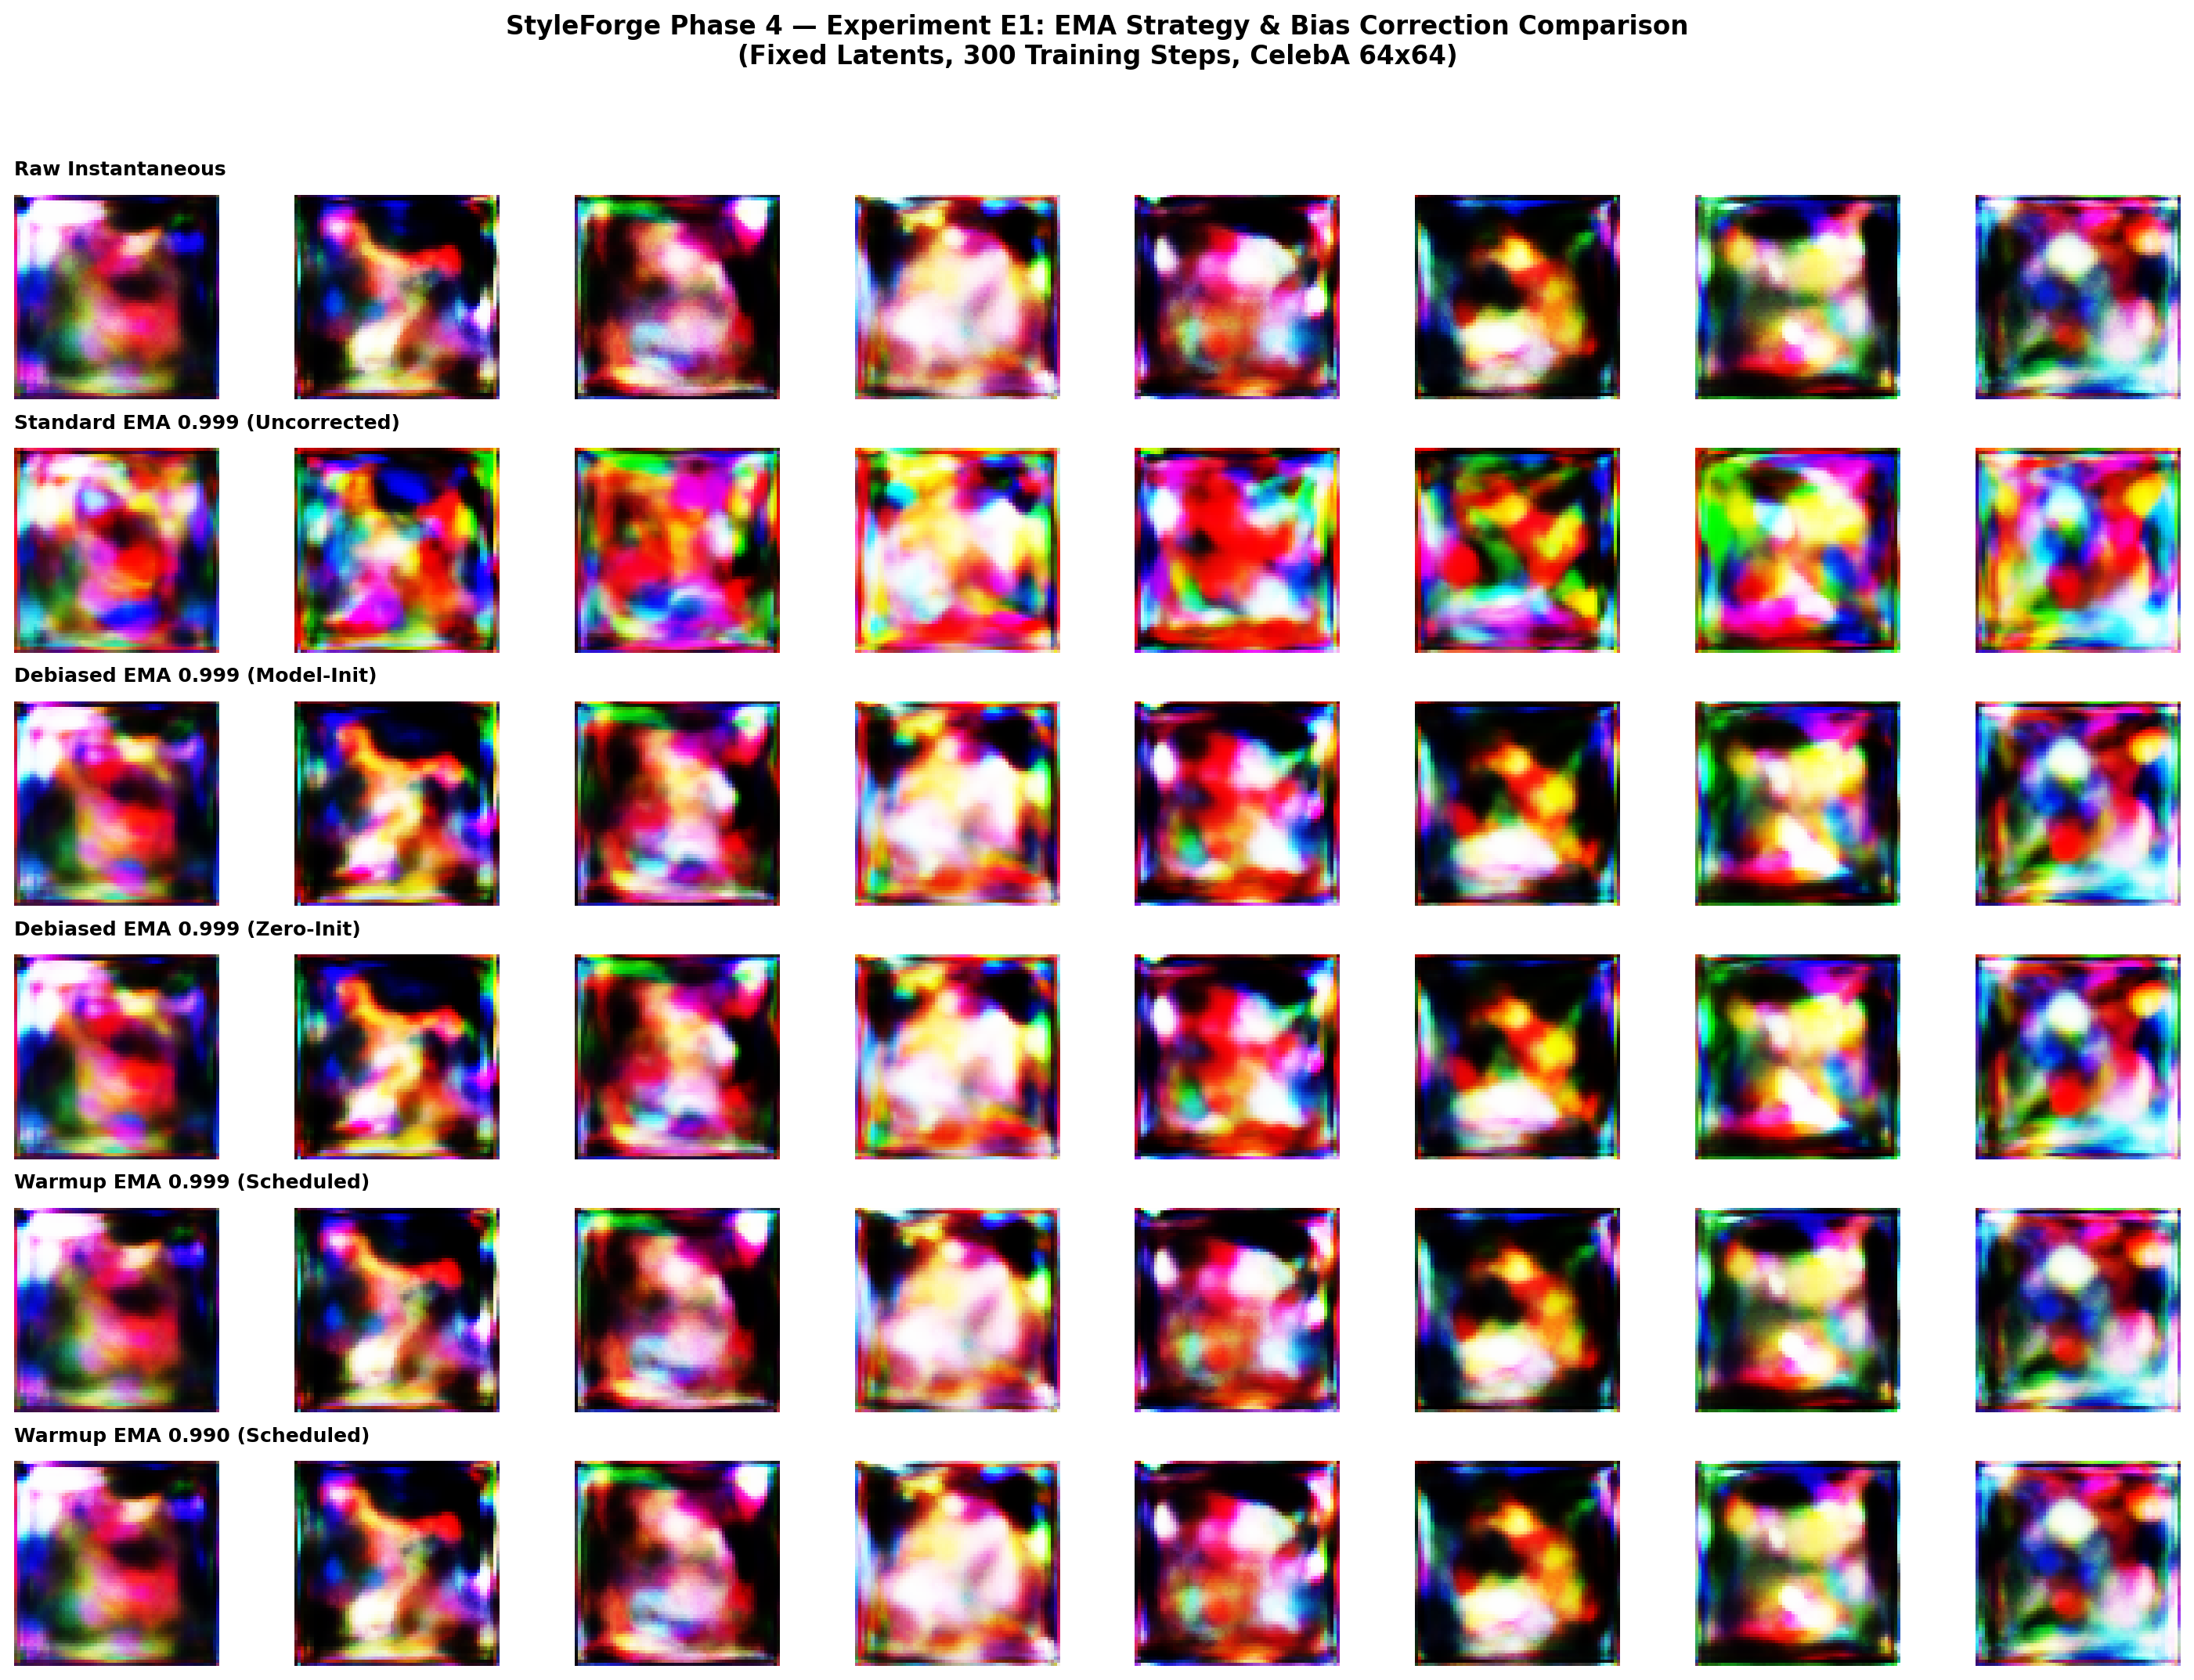 StyleForge Phase 4 — Experiment E1: EMA Strategy & Bias Correction Comparison
(Fixed Latents, 300 Training Steps, CelebA 64x64)
Raw Instantaneous
Standard EMA 0.999 (Uncorrected)
Debiased EMA 0.999 (Model-Init)
Debiased EMA 0.999 (Zero-Init)
Warmup EMA 0.999 (Scheduled)
Warmup EMA 0.990 (Scheduled)